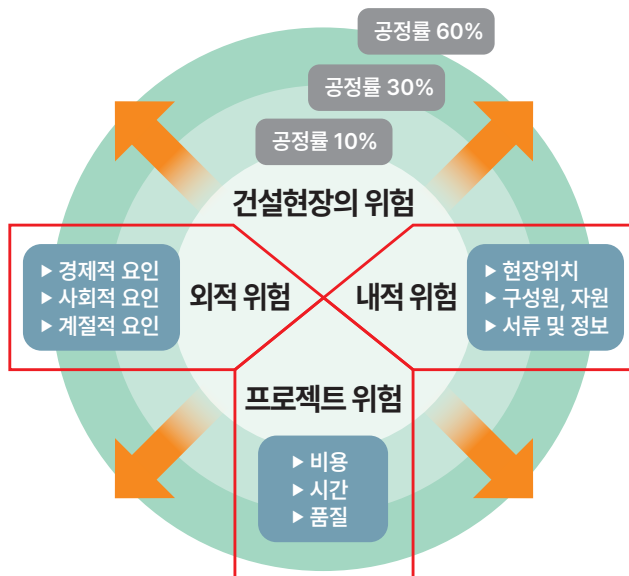 공정률 60%
공정률 30%
공정률 10%
건설현장의 위험
▶ 경제적 요인
▶ 사회적 요인
▶ 계절적 요인
외적 위험
내적 위험
▶ 현장위치
▶ 구성원, 자원
▶ 서류 및 정보
프로젝트 위험
▶ 비용
▶ 시간
▶ 품질